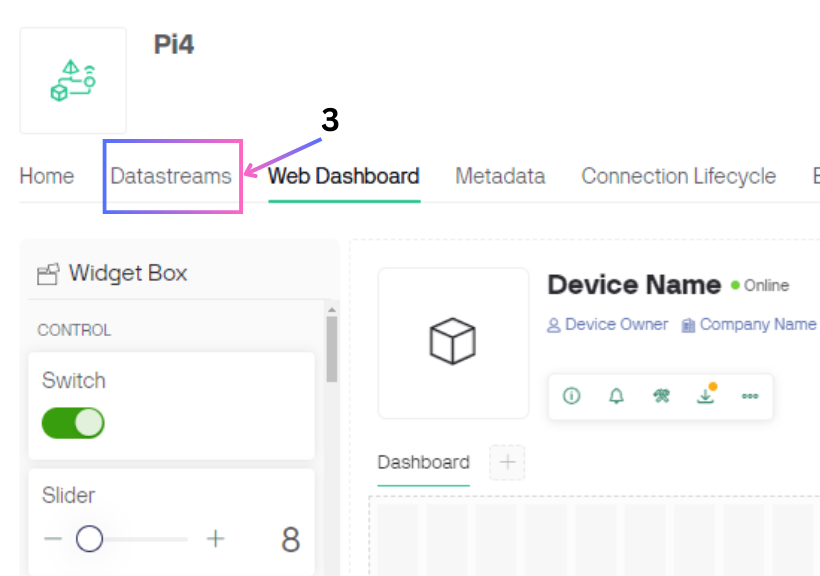 Pi4
3
Home Datastreams Web Dashboard Metadata Connection Lifecycle
Widget Box
CONTROL
Switch
Slider
8
Device Name Online
Device Owner Company Name
Dashboard